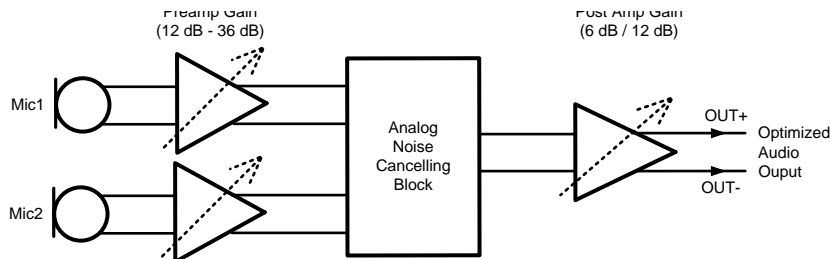 Preamp Gain
(12 dB - 36 dB)
Post Amp Gain
(6 dB / 12 dB)
Mic1
Mic2
Analog
Noise
Cancelling
Block
OUT+
OUT-
Optimized
Audio
Ouput